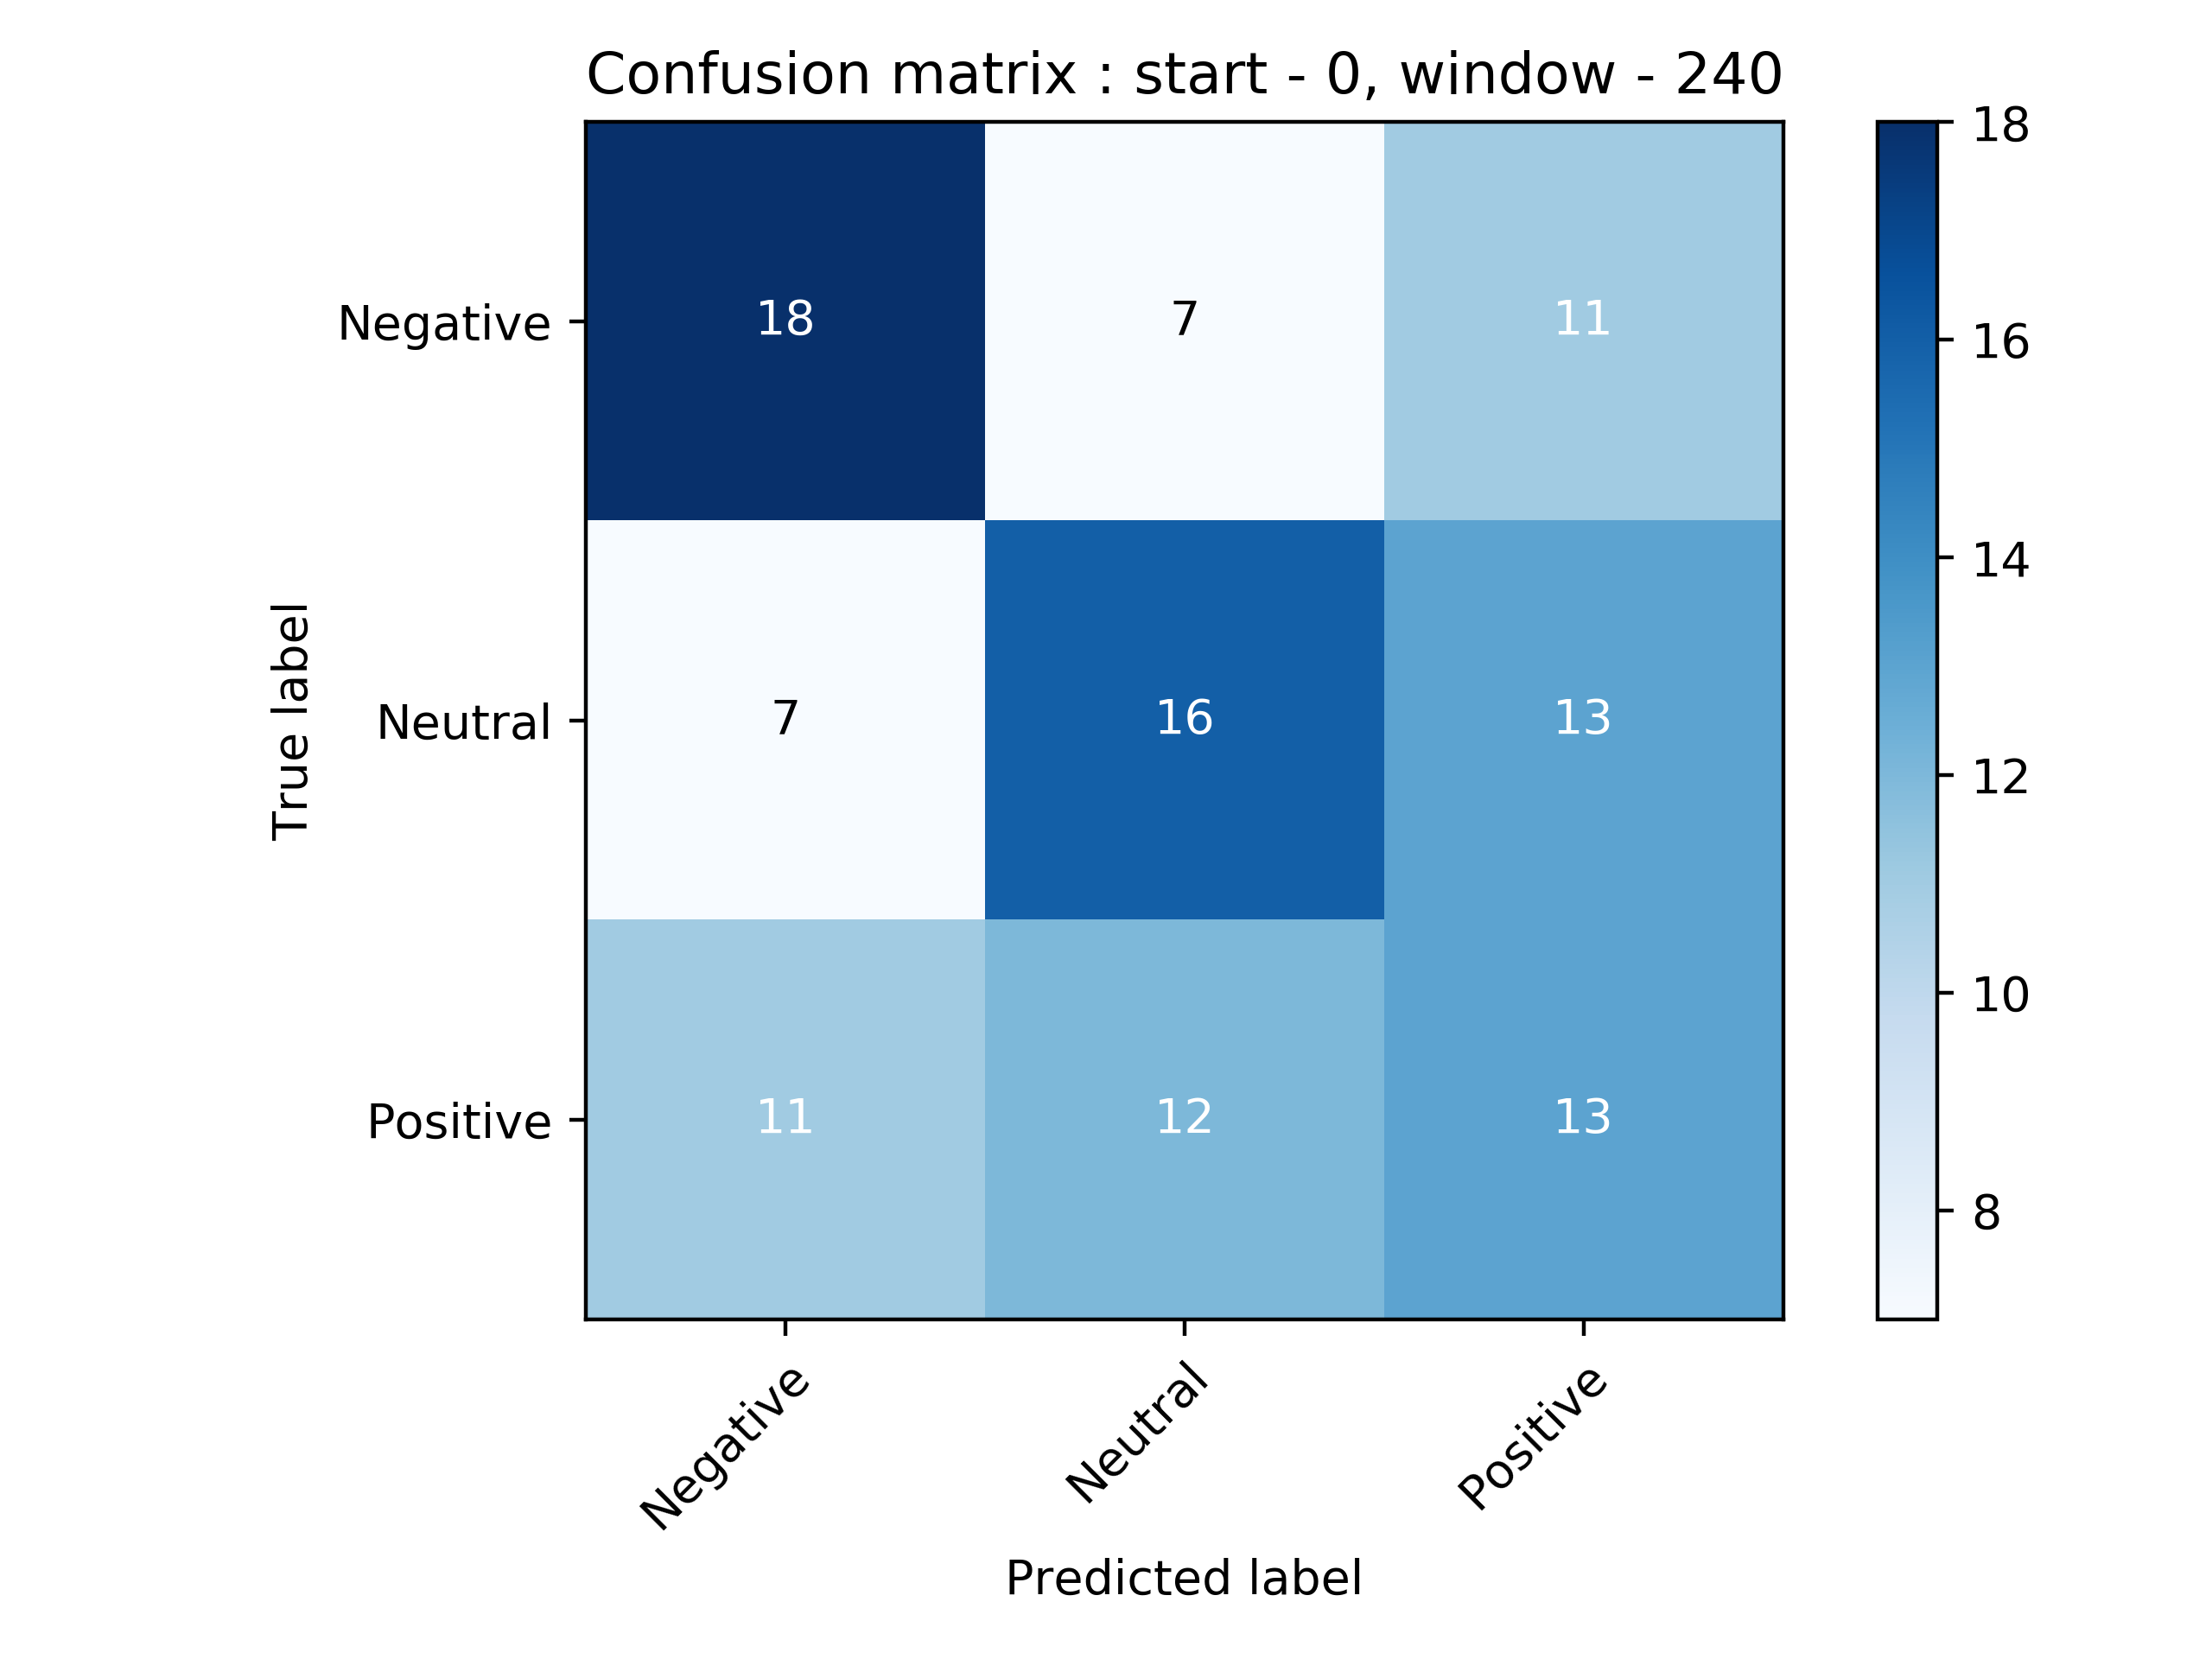 Confusion matrix : start - 0, window - 240
18
Negative 18 7 11
16
14
Neutral 7 16 13
12
10
Positive 11 12 13
8
True label
Negative Neutral Positive
Predicted label